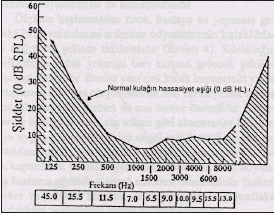 Şiddet (0 dB SPL)
60
50
40
30
20
10
Normal kulağın hassasiyet eşiği (0 dB HL)
125 250 500 1000 2000 4000 8000
1500 3000 6000
Frekans (Hz)
45.0 25.5 11.5 7.0 6.5 9.0 10.0 9.5 15.5 13.0